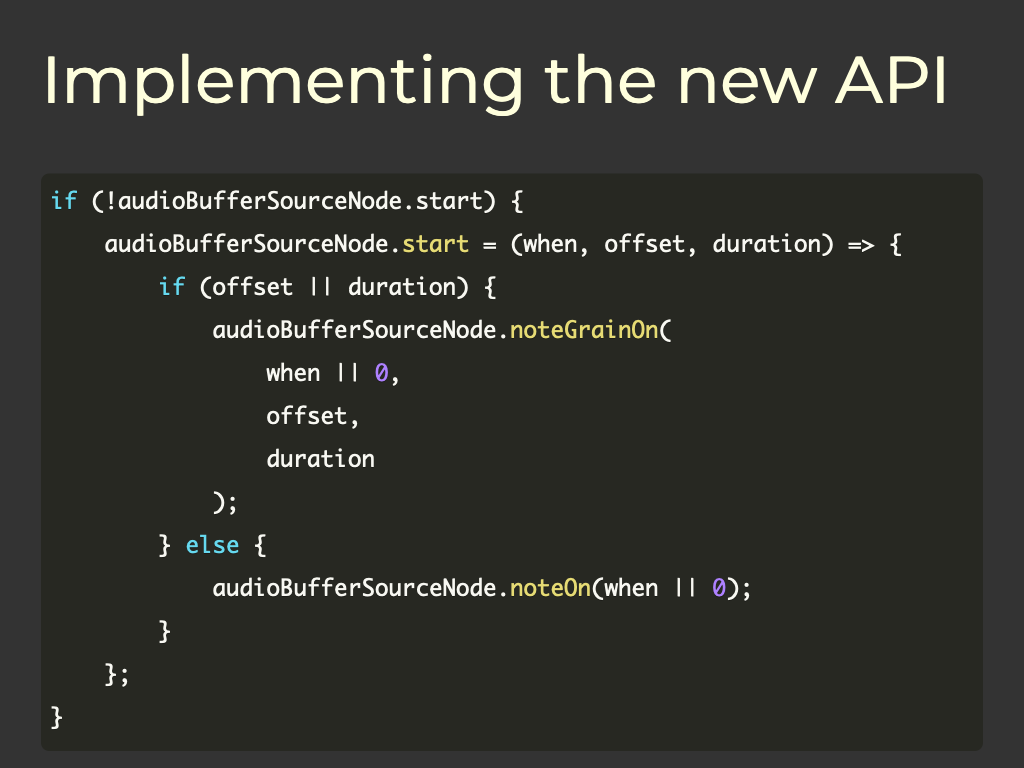 Implementing the new API
if (!audioBufferSourceNode.start) {
    audioBufferSourceNode.start = (when, offset, duration) => {
        if (offset || duration) {
            audioBufferSourceNode.noteGrainOn(
                when || 0,
                offset,
                duration
            );
        } else {
            audioBufferSourceNode.noteOn(when || 0);
        }
    };
}